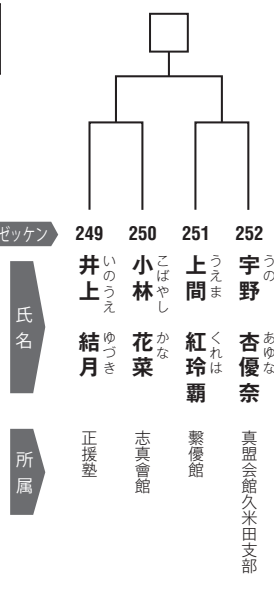 ゼッケン
249
250
251
252
氏名
井上 結月
いのうえ ゆづき
小林 花菜
こばやし かな
上間 紅玲覇
うえま くれは
宇野 杏優奈
うの あゆな
所属
正援塾
志真會館
繋優館
真盟会館久米田支部